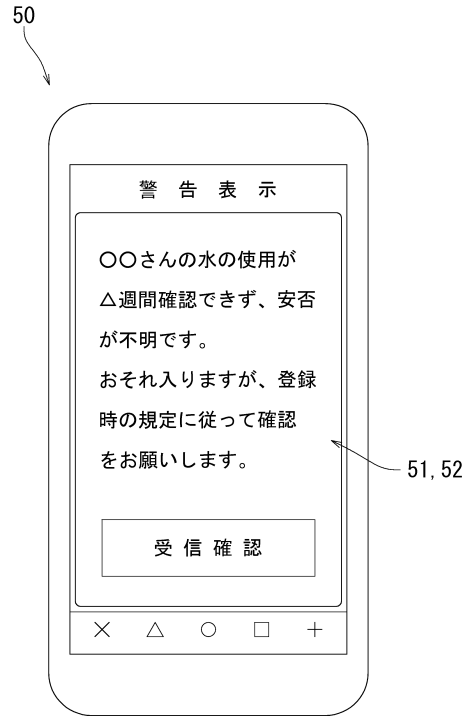 50
警告表示
〇〇さんの水の使用が
△週間確認できず、安否
が不明です。
おそれ入りますが、登録
時の規定に従って確認
をお願いします。
51, 52
受信確認
× △ ○ □ +